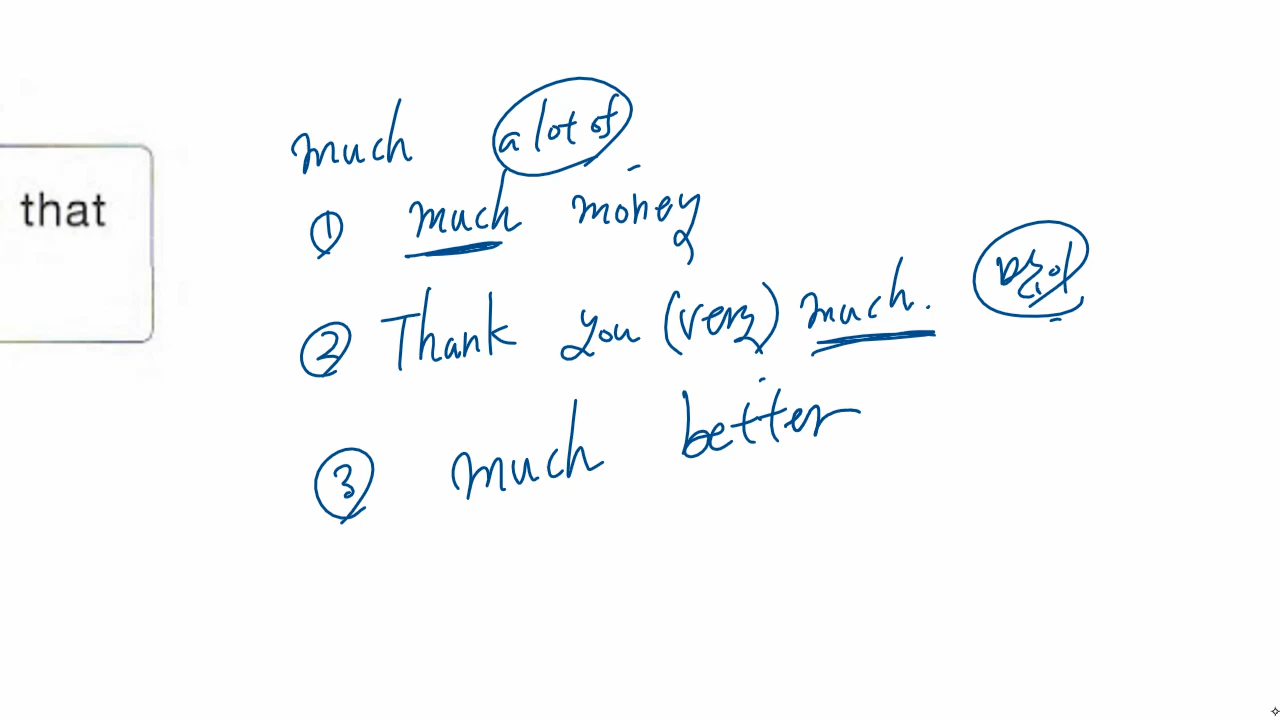 that
much a lot of
① much money
② Thank you (very) much. 많이
③ much better